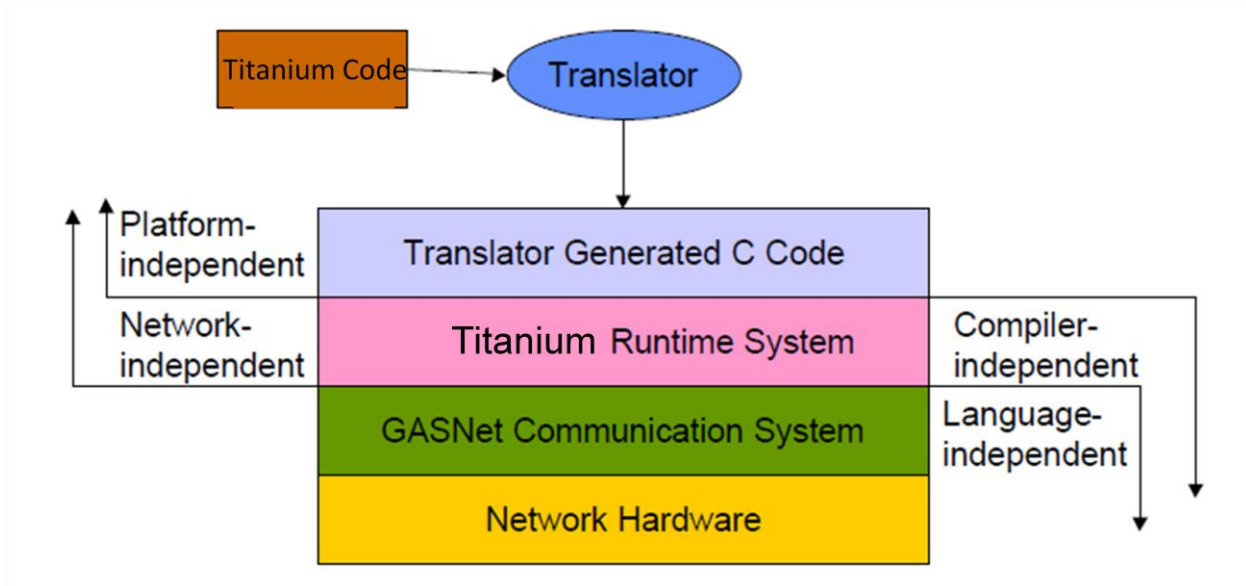 Titanium Code
Translator
Platform-
independent
Translator Generated C Code
Network-
independent
Titanium Runtime System
Compiler-
independent
GASNet Communication System
Language-
independent
Network Hardware